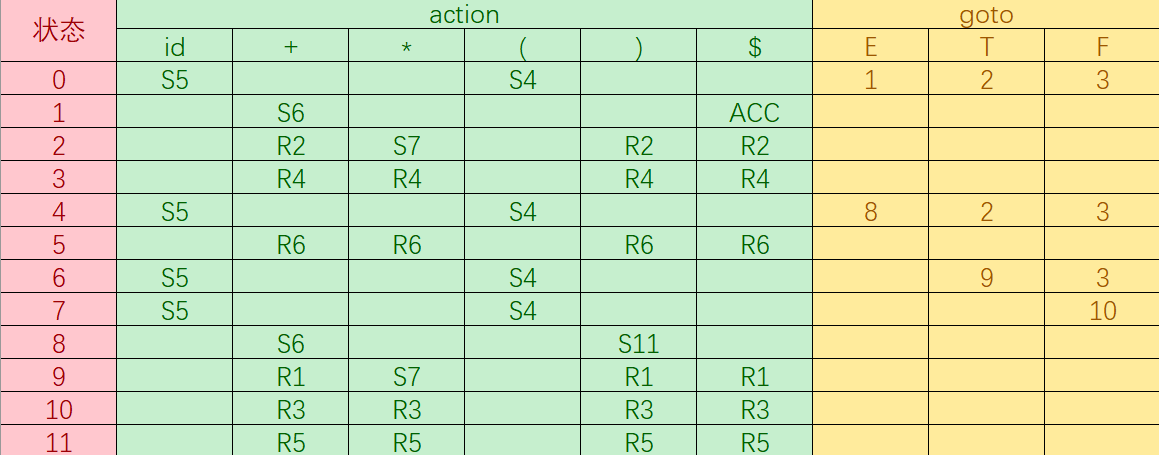 状态 action goto
id + * ( ) $ E T F
0 S5 S4 1 2 3
1 S6 ACC
2 R2 S7 R2 R2
3 R4 R4 R4 R4
4 S5 S4 8 2 3
5 R6 R6 R6 R6
6 S5 S4 9 3
7 S5 S4 10
8 S6 S11
9 R1 S7 R1 R1
10 R3 R3 R3 R3
11 R5 R5 R5 R5